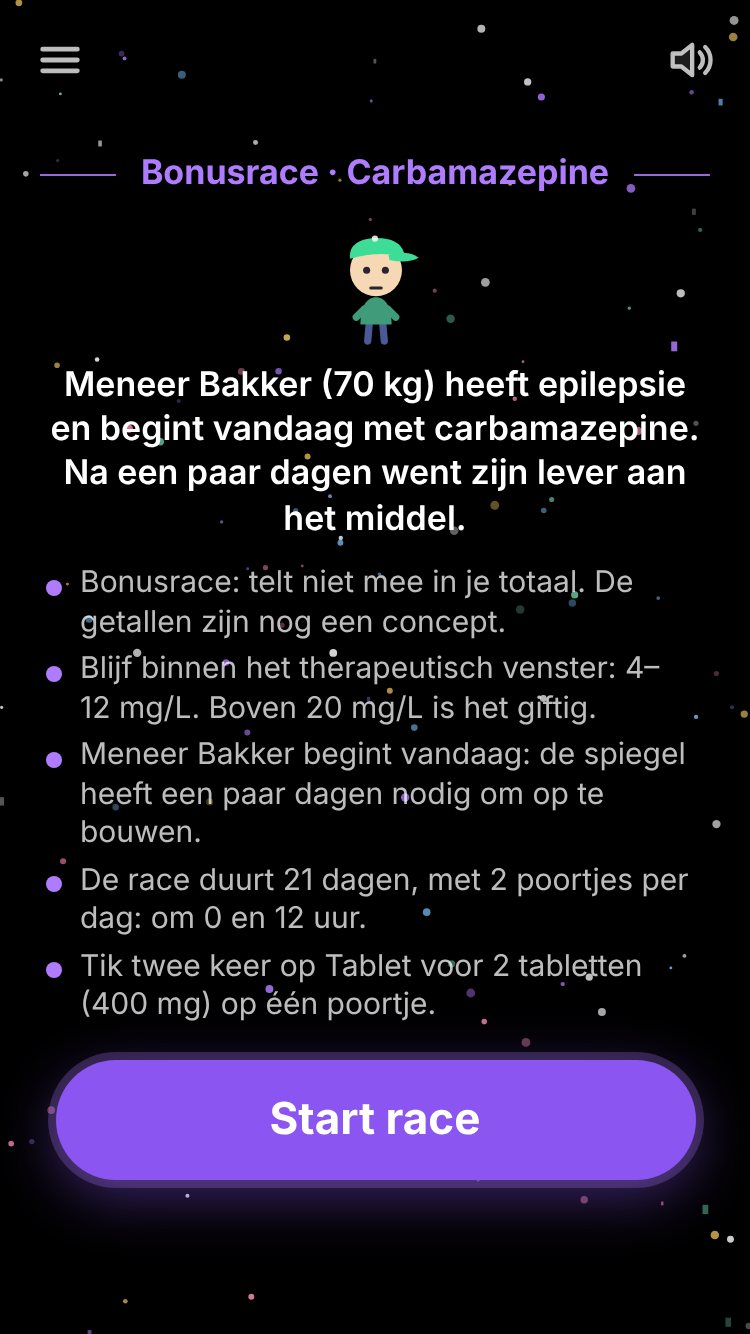 Bonusrace · Carbamazepine
Meneer Bakker (70 kg) heeft epilepsie
en begint vandaag met carbamazepine.
Na een paar dagen went zijn lever aan
het middel.
Bonusrace: telt niet mee in je totaal. De
getallen zijn nog een concept.
Blijf binnen het therapeutisch venster: 4–
12 mg/L. Boven 20 mg/L is het giftig.
Meneer Bakker begint vandaag: de spiegel
heeft een paar dagen nodig om op te
bouwen.
De race duurt 21 dagen, met 2 poortjes per
dag: om 0 en 12 uur.
Tik twee keer op Tablet voor 2 tabletten
(400 mg) op één poortje.
Start race